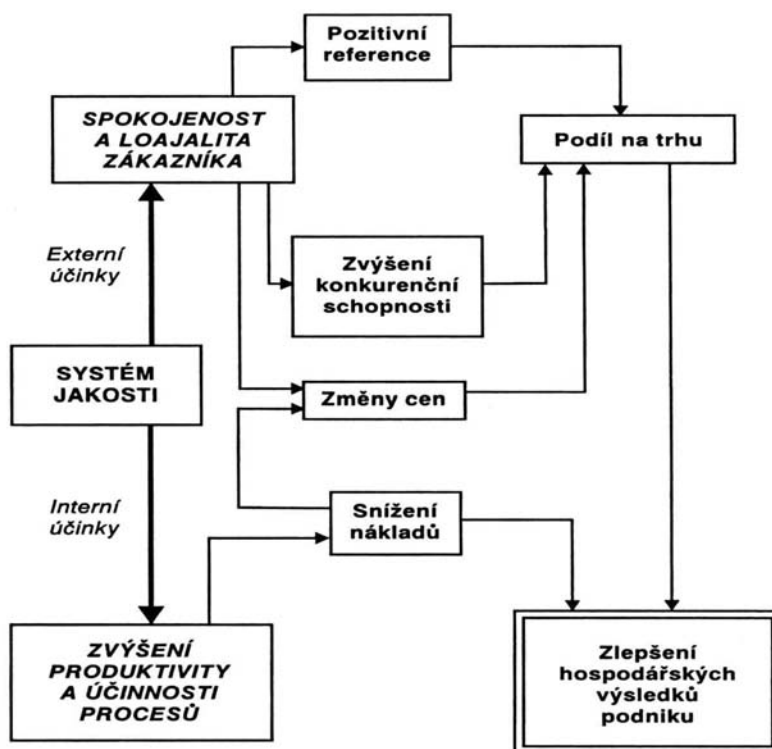 Pozitivní
reference
SPOKOJENOST
A LOAJALITA
ZÁKAZNÍKA
Podíl na trhu
Externí
účinky
Zvýšení
konkurenční
schopnosti
SYSTÉM
JAKOSTI
Změny cen
Interní
účinky
Snížení
nákladů
ZVÝŠENÍ
PRODUKTIVITY
A ÚČINNOSTI
PROCESŮ
Zlepšení
hospodářských
výsledků
podniku